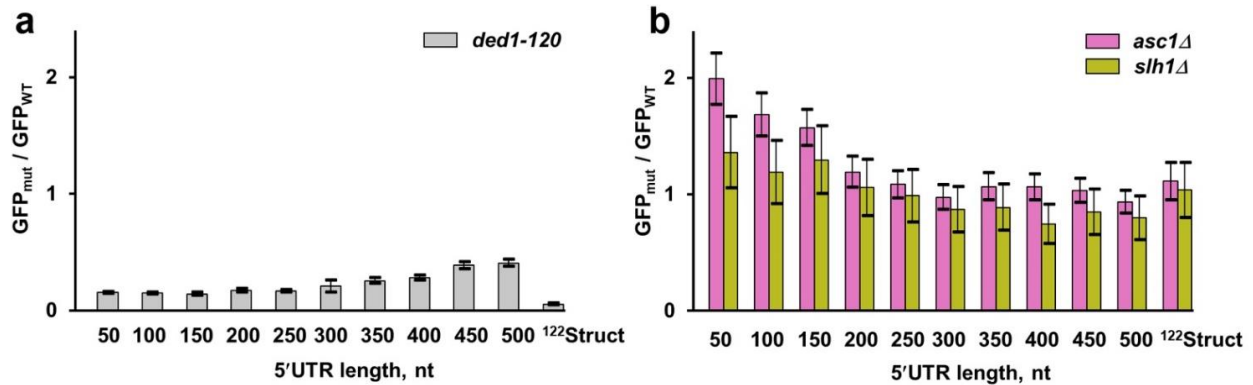 a
ded1-120
2
1
0
GFPmut / GFPWT
50 100 150 200 250 300 350 400 450 500 ¹²²Struct
5′UTR length, nt
b
asc1Δ
slh1Δ
2
1
0
GFPmut / GFPWT
50 100 150 200 250 300 350 400 450 500 ¹²²Struct
5′UTR length, nt